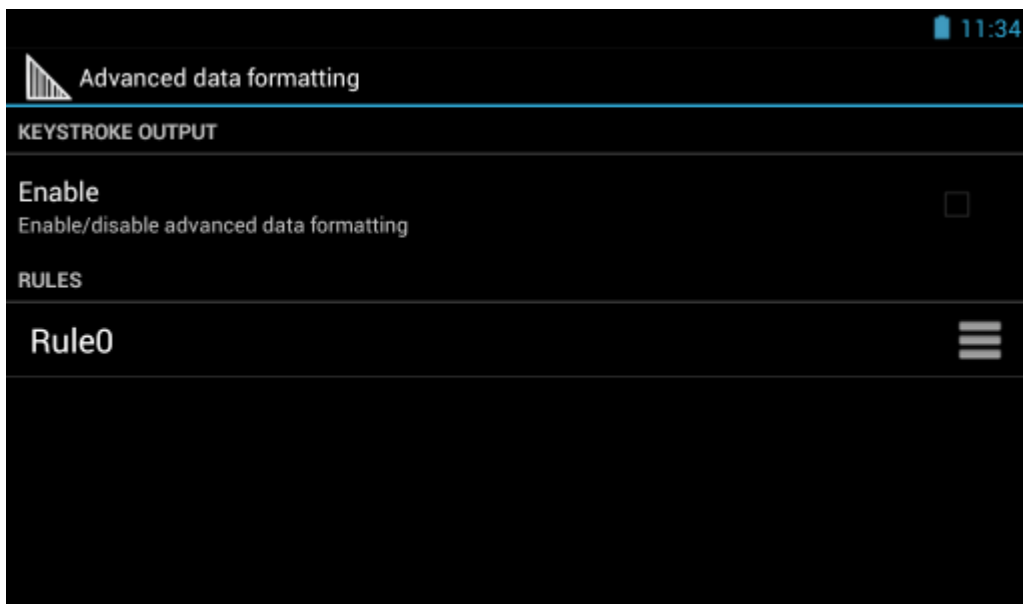 11:34
Advanced data formatting
KEYSTROKE OUTPUT
Enable
Enable/disable advanced data formatting
RULES
Rule0